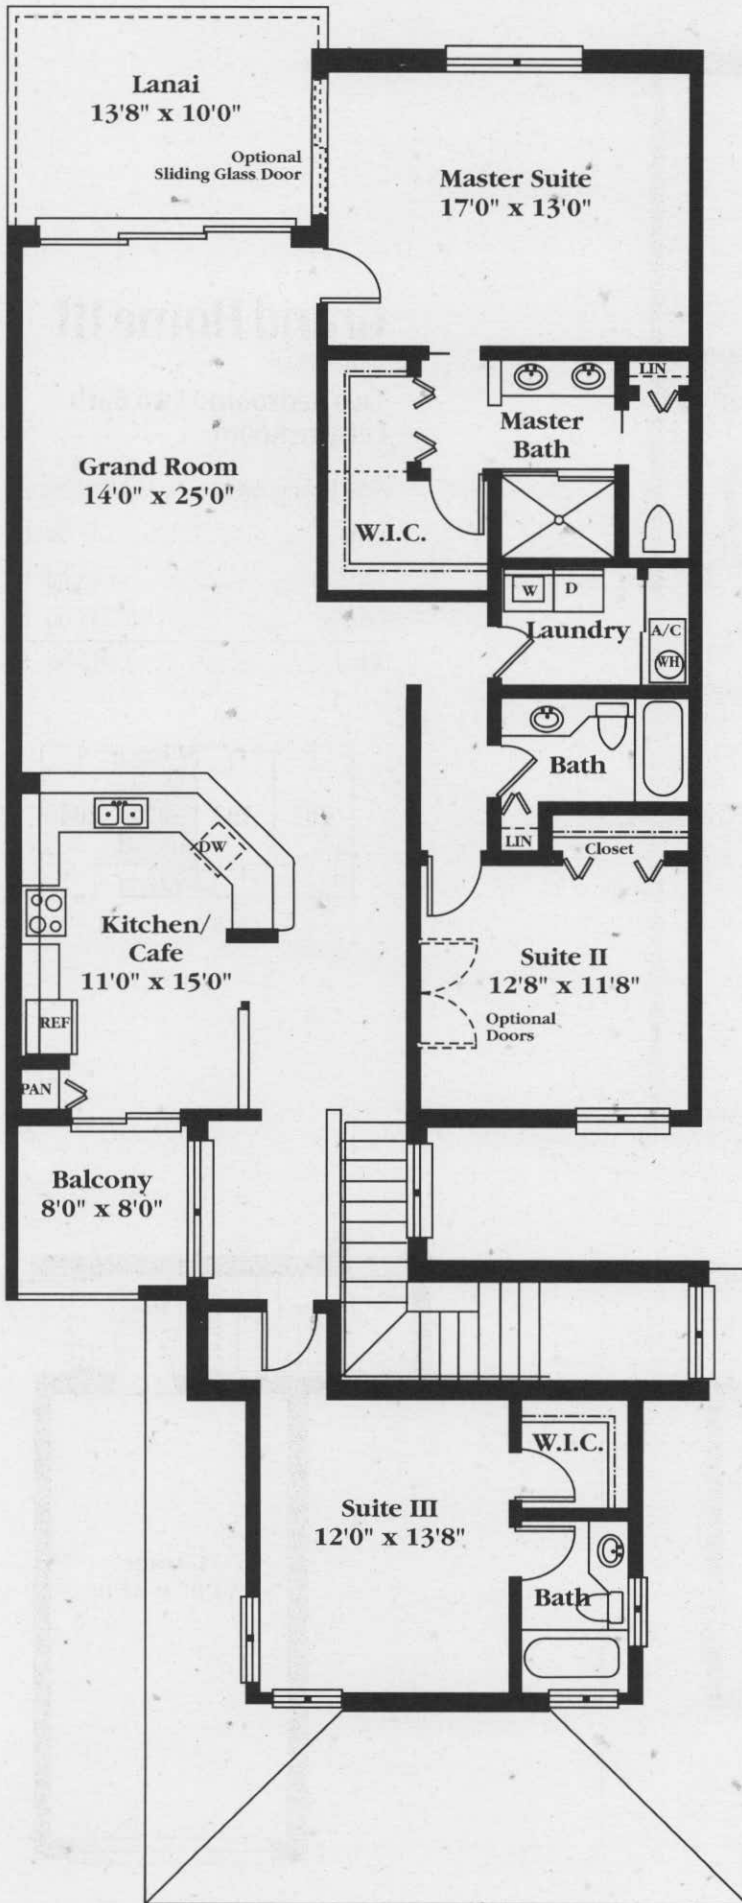 Lanai
13'8" x 10'0"
Optional
Sliding Glass Door
Master Suite
17'0" x 13'0"
LIN
Master
Bath
Grand Room
14'0" x 25'0"
W.I.C.
W
D
Laundry
A/C
WH
Bath
LIN
Closet
DW
Kitchen/
Cafe
11'0" x 15'0"
REF
PAN
Suite II
12'8" x 11'8"
Optional
Doors
Balcony
8'0" x 8'0"
W.I.C.
Suite III
12'0" x 13'8"
Bath